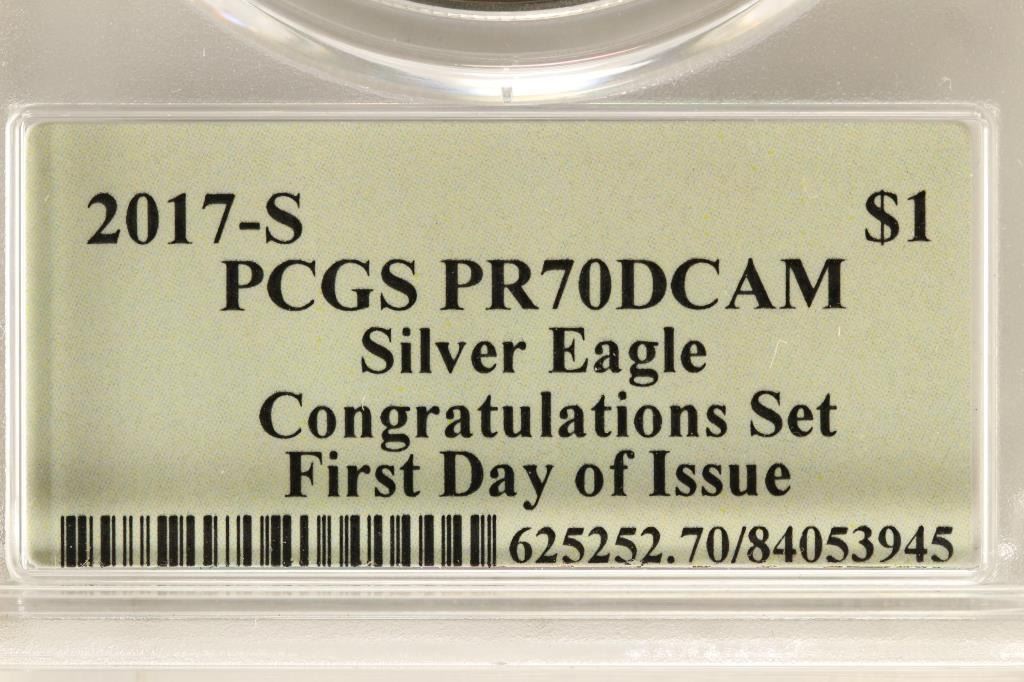 2017-S $1
PCGS PR70DCAM
Silver Eagle
Congratulations Set
First Day of Issue
625252.70/84053945